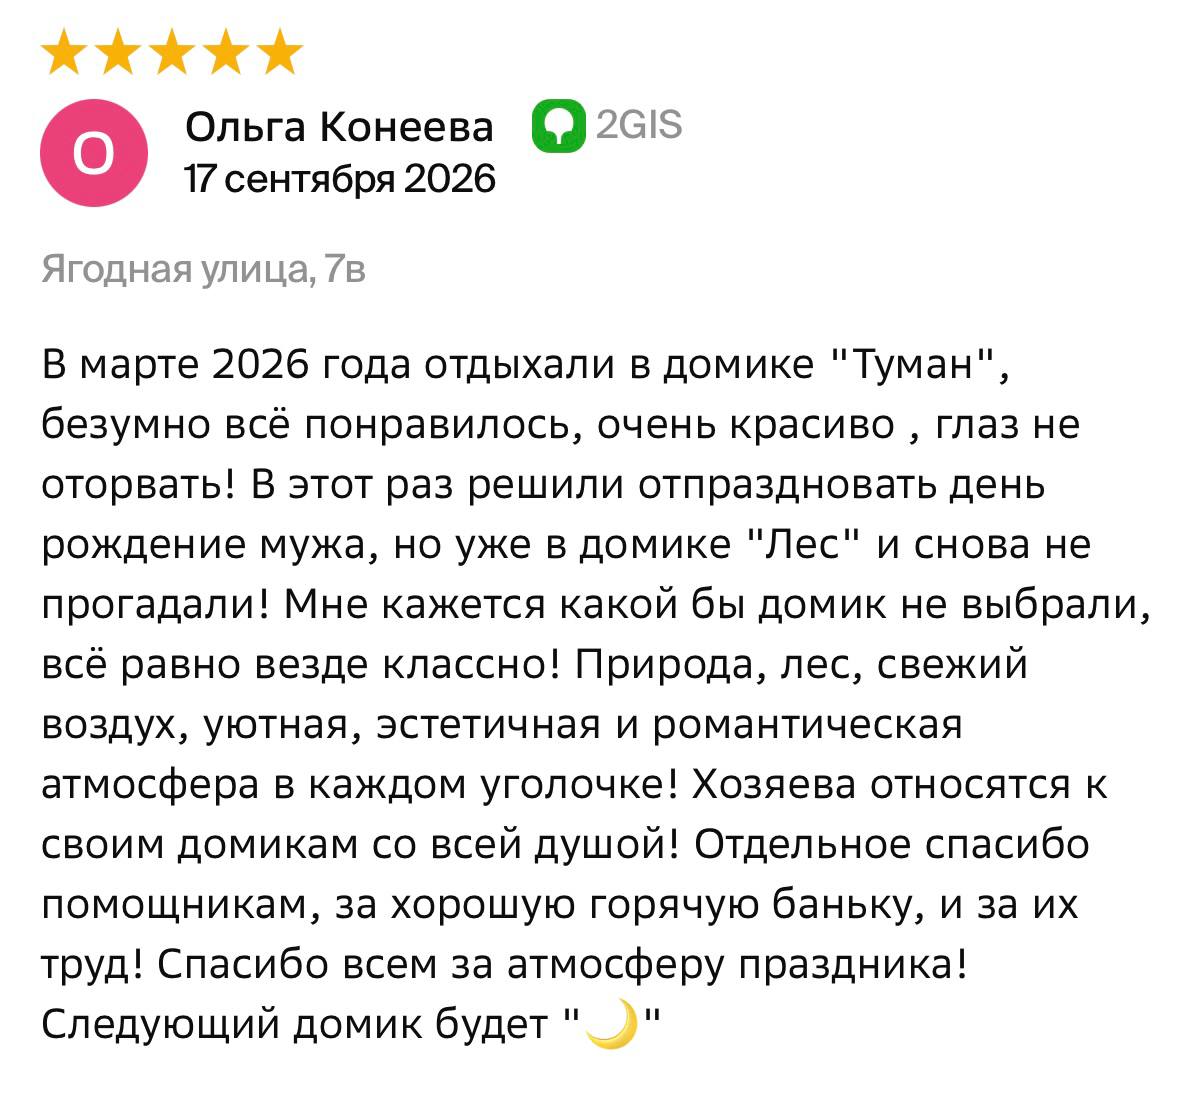 О
Ольга Конеева
2GIS
17 сентября 2026
Ягодная улица, 7в
В марте 2026 года отдыхали в домике "Туман",
безумно всё понравилось, очень красиво , глаз не
оторвать! В этот раз решили отпраздновать день
рождение мужа, но уже в домике "Лес" и снова не
прогадали! Мне кажется какой бы домик не выбрали,
всё равно везде классно! Природа, лес, свежий
воздух, уютная, эстетичная и романтическая
атмосфера в каждом уголочке! Хозяева относятся к
своим домикам со всей душой! Отдельное спасибо
помощникам, за хорошую горячую баньку, и за их
труд! Спасибо всем за атмосферу праздника!
Следующий домик будет "🌙"